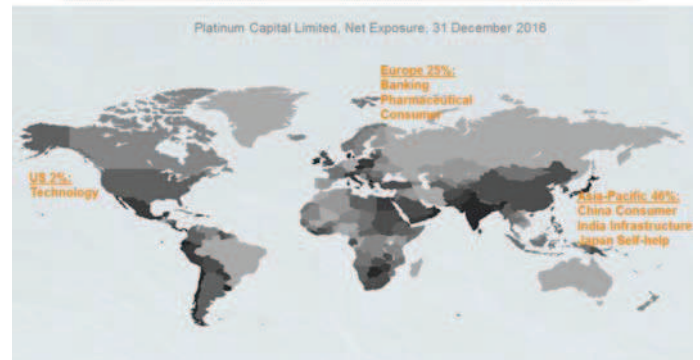 Platinum Capital Limited, Net Exposure, 31 December 2016
Europe 25%:
Banking
Pharmaceutical
Consumer
US 2%:
Technology
Asia-Pacific 46%:
China Consumer
India Infrastructure
Japan Self-help